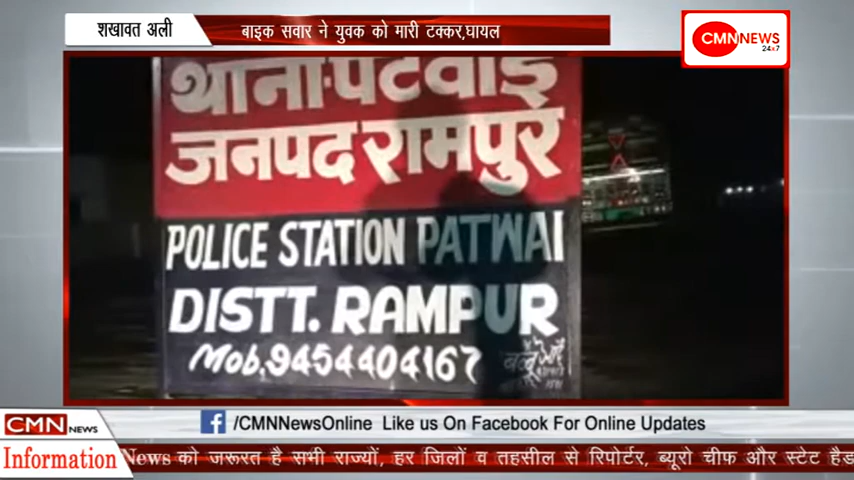 शखावत अली
बाइक सवार ने युवक को मारी टक्कर,घायल
CMNNEWS
24x7
थाना-पटवाई
जनपद रामपुर
POLICE STATION PATWAI
DISTT. RAMPUR
Mob.9454404167
CMN NEWS
/CMNNewsOnline Like us On Facebook For Online Updates
Information
News को जरूरत है सभी राज्यों, हर जिलों व तहसील से रिपोर्टर, ब्यूरो चीफ और स्टेट हैड